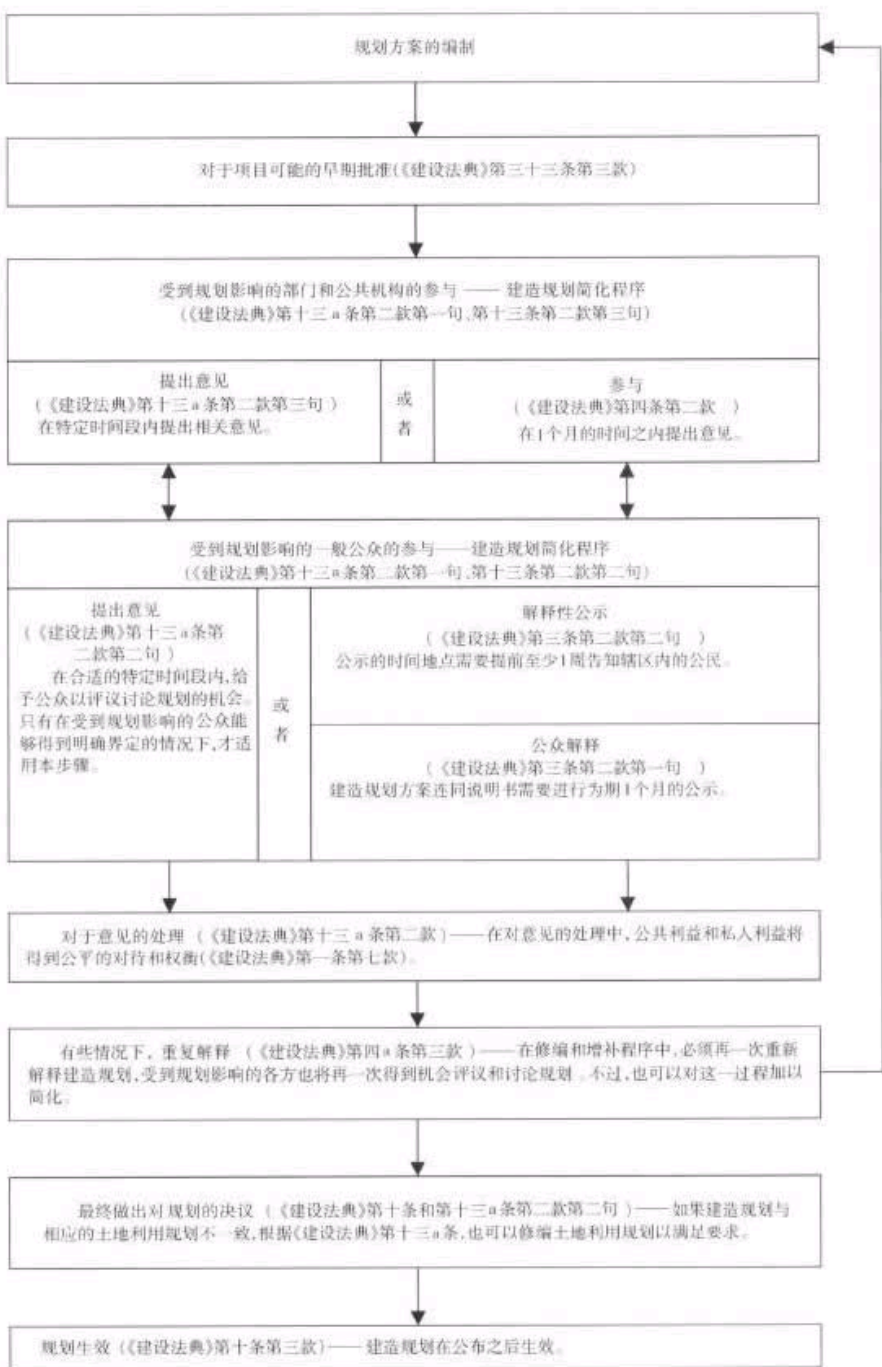 规划方案的编制
对于项目可能的早期批准(《建设法典》第三十三条第三款)
受到规划影响的部门和公共机构的参与 —— 建造规划简化程序
(《建设法典》第十三a条第二款第一句,第十三条第二款第三句)
提出意见
(《建设法典》第十三a条第二款第三句)
在特定时间段内提出相关意见。
或
者
参与
(《建设法典》第四条第二款 )
在1个月的时间之内提出意见。
受到规划影响的一般公众的参与——建造规划简化程序
(《建设法典》第十三a条第二款第一句,第十三条第二款第二句)
提出意见
(《建设法典》第十三a条第
二款第二句)
在合适的特定时间段内,给
予公众以评议讨论规划的机会。
只有在受到规划影响的公众能
够得到明确界定的情况下,才适
用本步骤。
或
者
解释性公示
(《建设法典》第三条第二款第二句 )
公示的时间地点需要提前至少1周告知辖区内的公民。
公众解释
(《建设法典》第三条第二款第一句 )
建造规划方案连同说明书需要进行为期1个月的公示。
对于意见的处理 (《建设法典》第十三a条第二款)——在对意见的处理中,公共利益和私人利益将
得到公平的对待和权衡(《建设法典》第一条第七款)。
有些情况下, 重复解释 (《建设法典》第四a条第三款)——在修编和增补程序中,必须再一次重新
解释建造规划,受到规划影响的各方也将再一次得到机会评议和讨论规划。不过,也可以对这一过程加以
简化。
最终做出对规划的决议 (《建设法典》第十条和第十三a条第二款第二句)——如果建造规划与
相应的土地利用规划不一致,根据《建设法典》第十三a条,也可以修编土地利用规划以满足要求。
规划生效 (《建设法典》第十条第三款)——建造规划在公布之后生效。